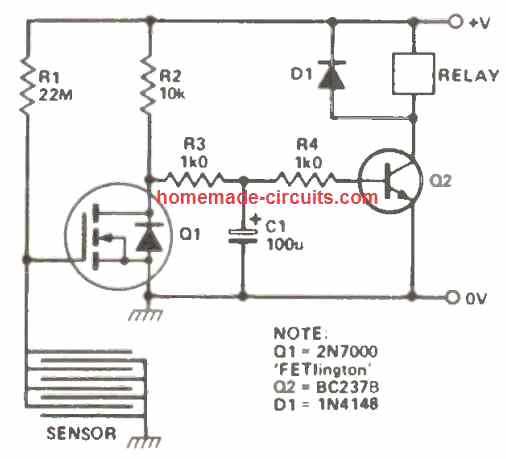 +V
R1
22M
R2
10k
D1
RELAY
R3
1k0
R4
1k0
homemade-circuits.com
Q2
Q1
+
C1
100u
0V
NOTE:
Q1 = 2N7000
'FETlington'
Q2 = BC237B
D1 = 1N4148
SENSOR